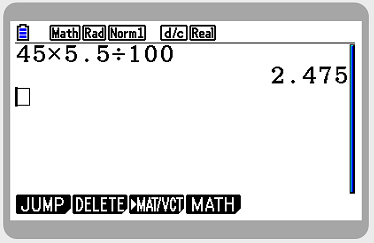 Math Rad Norm1 d/c Real
45×5.5÷100
2.475
JUMP DELETE ▶MAT/VCT MATH